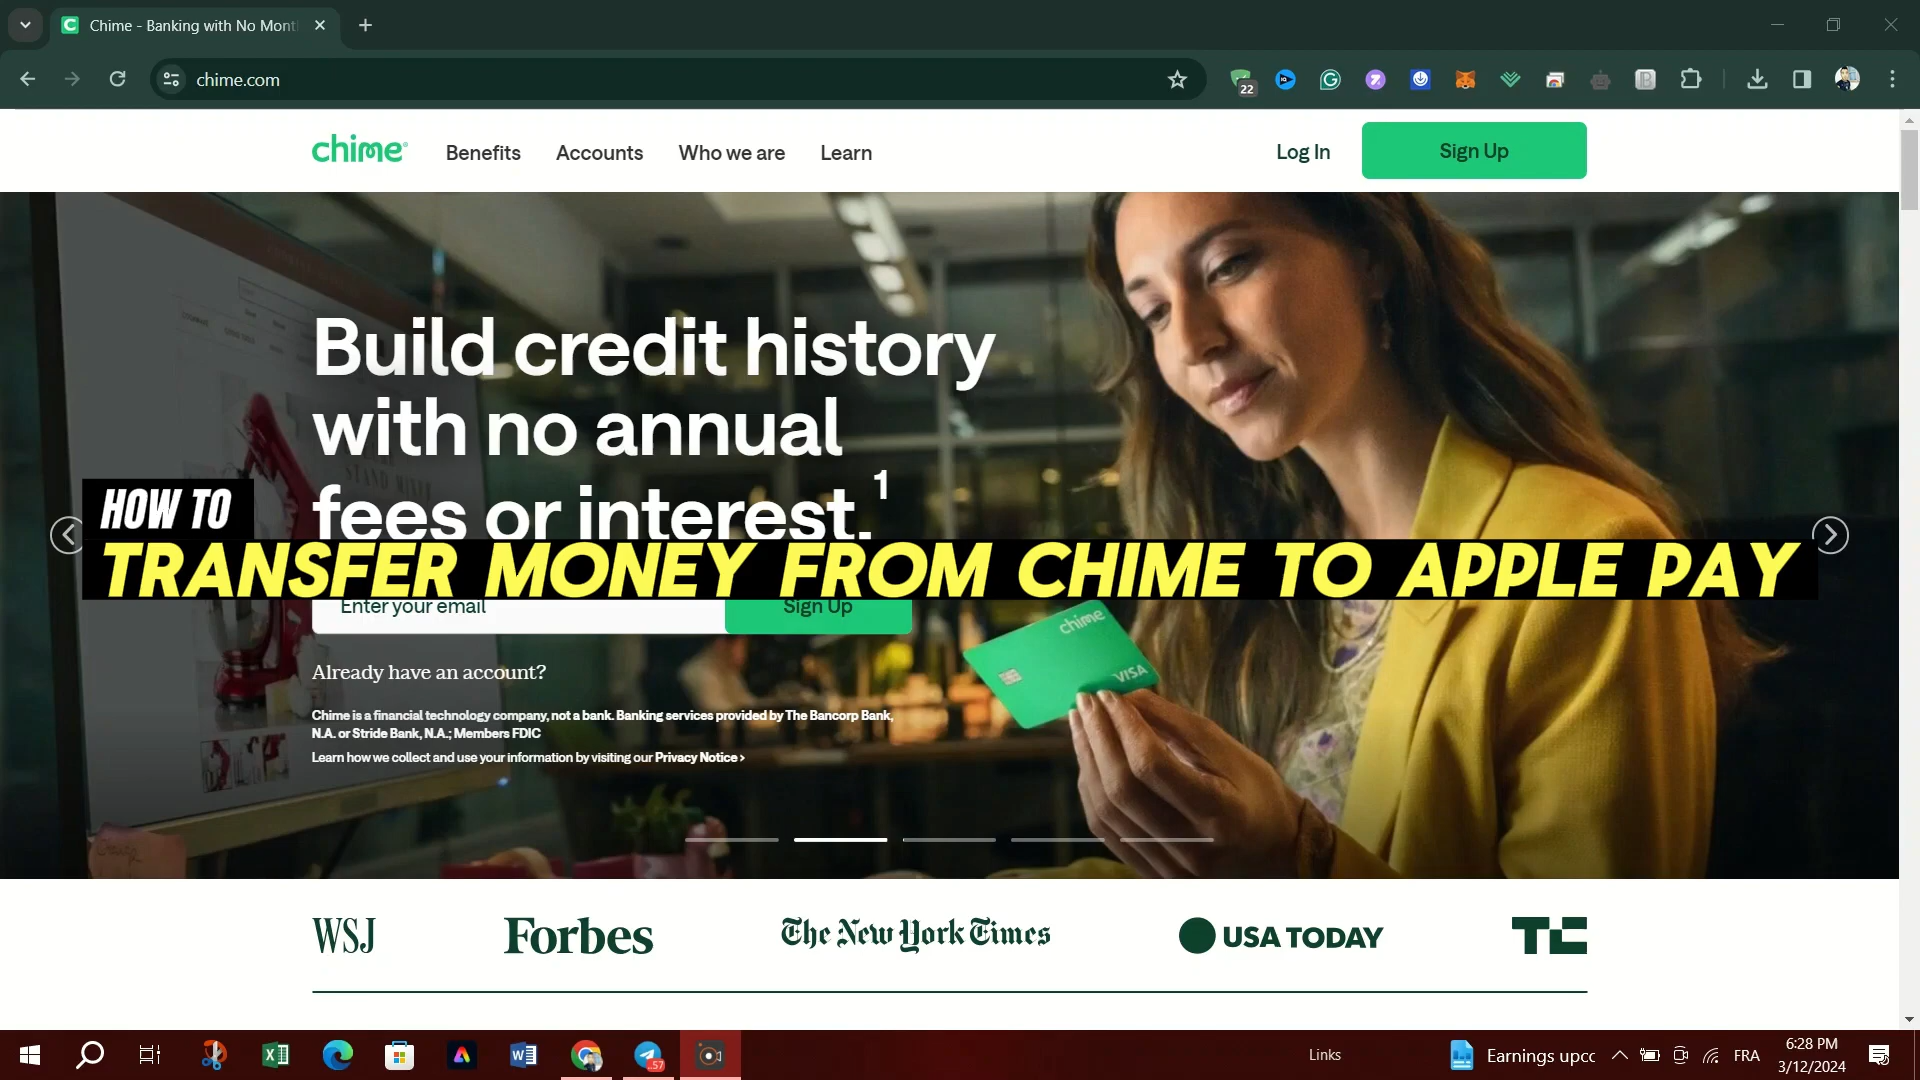 Chime - Banking with No Mont
chime.com
22
chime
Benefits
Accounts
Who we are
Learn
Log In
Sign Up
Build credit history
with no annual
fees or interest.1
HOW TO
TRANSFER MONEY FROM CHIME TO APPLE PAY
Enter your email
Sign Up
chime
VISA
Already have an account?
Chime is a financial technology company, not a bank. Banking services provided by The Bancorp Bank,
N.A. or Stride Bank, N.A.; Members FDIC
Learn how we collect and use your information by visiting our Privacy Notice >
WSJ
Forbes
The New York Times
USA TODAY
TC
Links
Earnings upcc
FRA
6:28 PM
3/12/2024